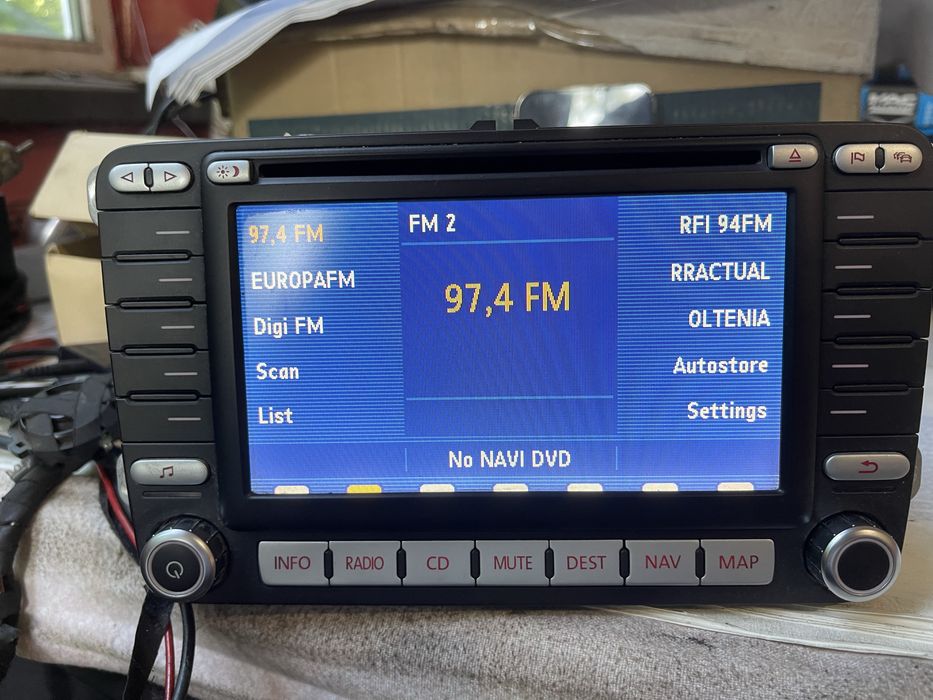 97,4 FM
EUROPAFM
Digi FM
Scan
List
FM 2
97,4 FM
RFI 94FM
RRACTUAL
OLTENIA
Autostore
Settings
No NAVI DVD
INFO RADIO CD MUTE DEST NAV MAP